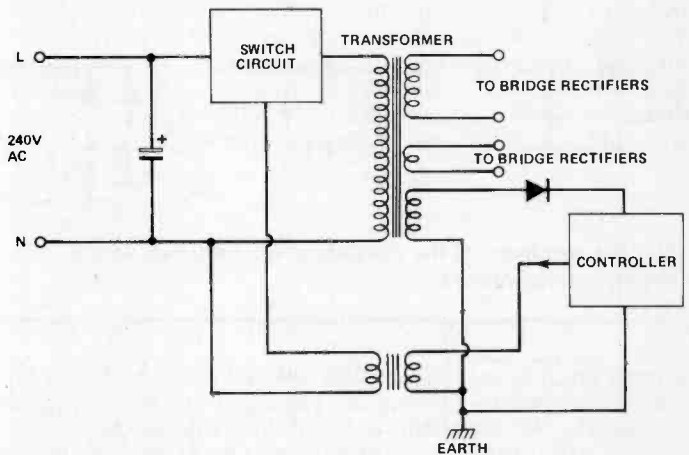 L
SWITCH
CIRCUIT
TRANSFORMER
TO BRIDGE RECTIFIERS
240V
AC
+
TO BRIDGE RECTIFIERS
N
CONTROLLER
EARTH